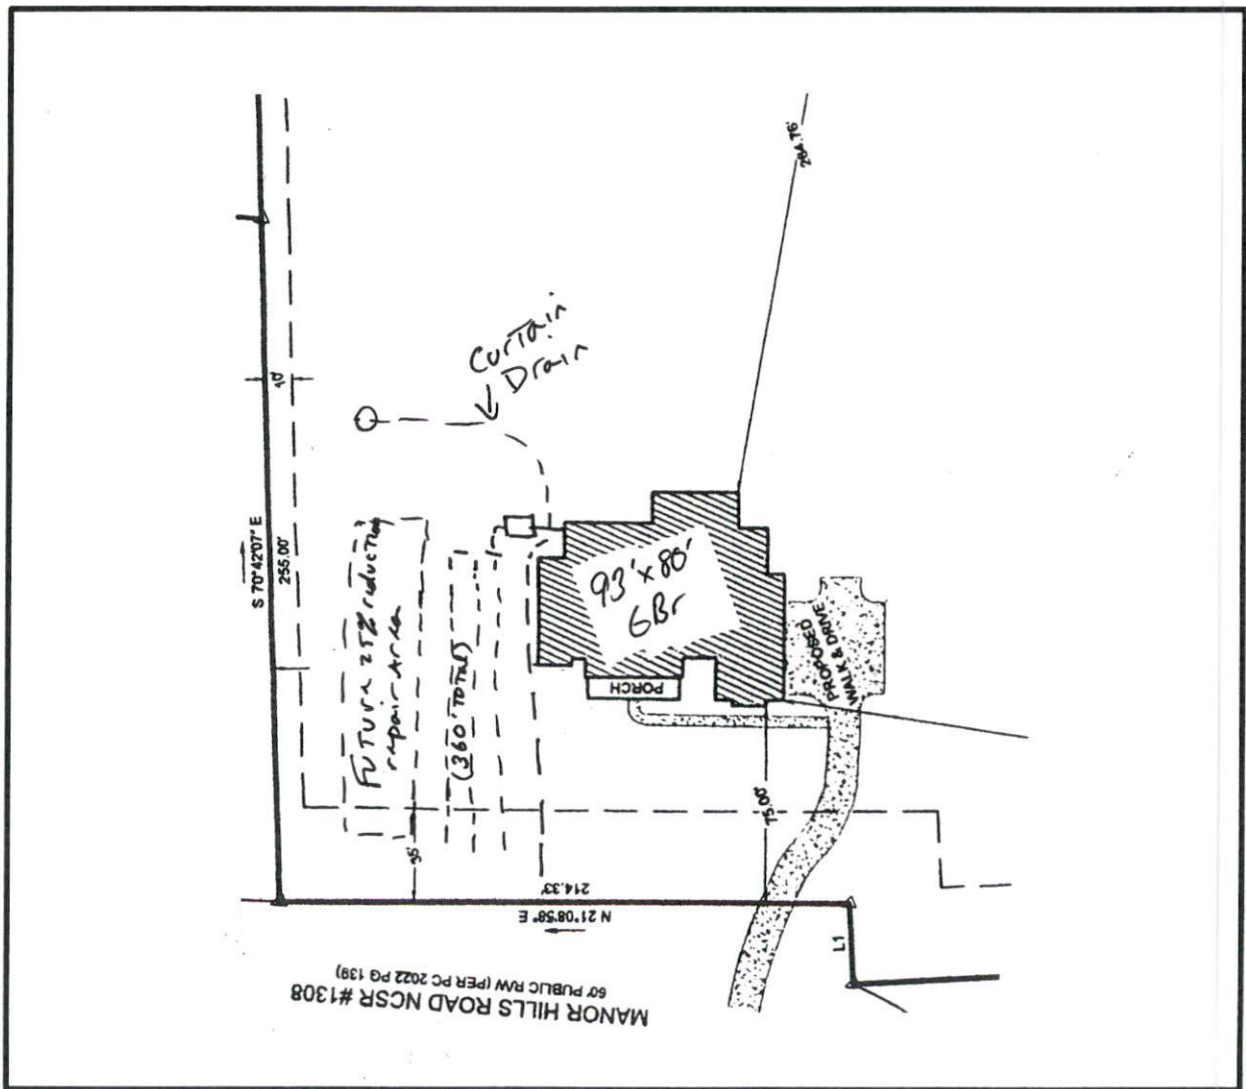 284.76'
Curtain
Drain
10'
S 70°42'07" E
255.00'
Future 25% reduction
repair Area
(360' Total)
93' x 80'
6Br
PORCH
PROPOSED
WALK & DRIVE
35'
75.00'
214.33'
N 21°08'58" E
L1
MANOR HILLS ROAD NCSR #1308
60' PUBLIC R/W (PER PC 2022 PG 139)